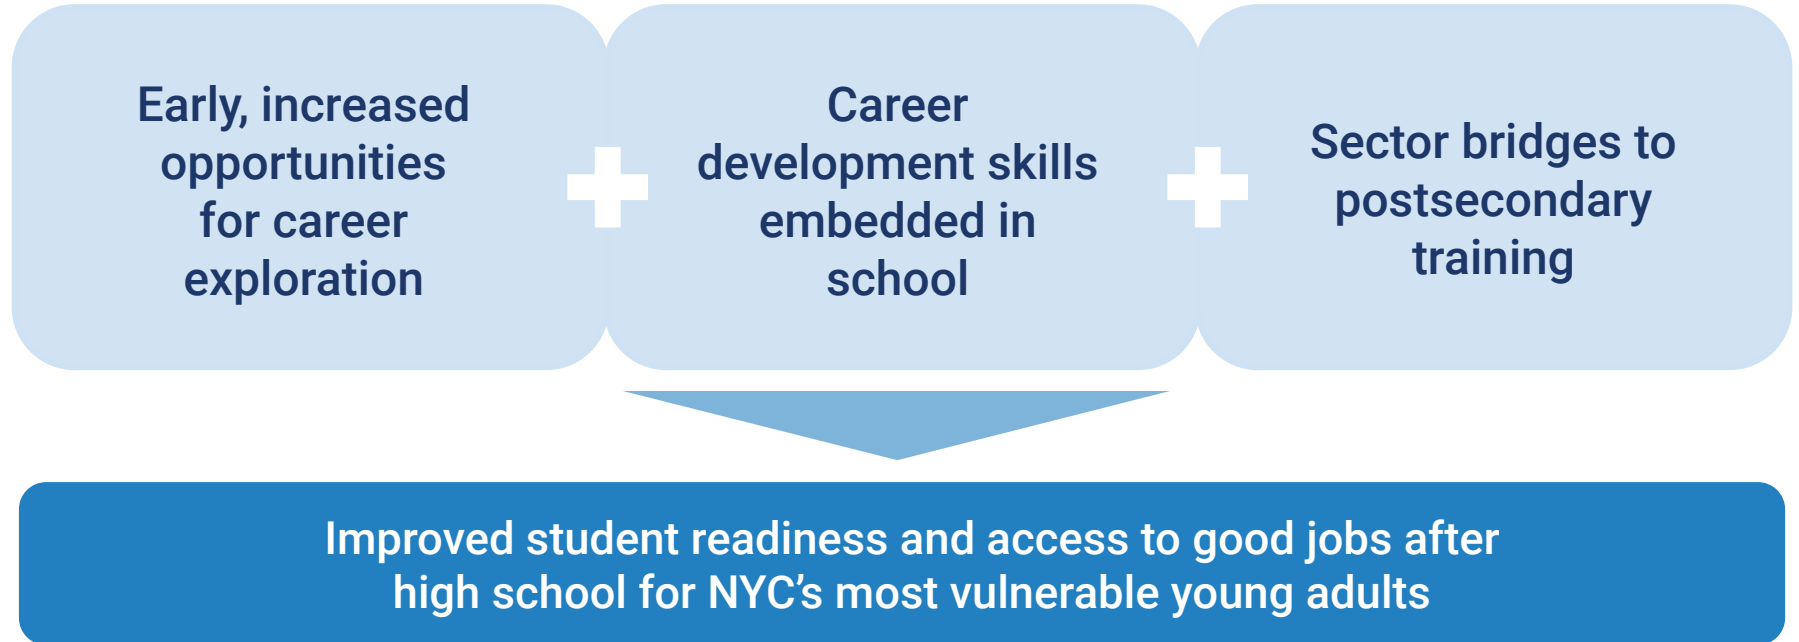 Early, increased
opportunities
for career
exploration
Career
development skills
embedded in
school
Sector bridges to
postsecondary
training
Improved student readiness and access to good jobs after
high school for NYC’s most vulnerable young adults